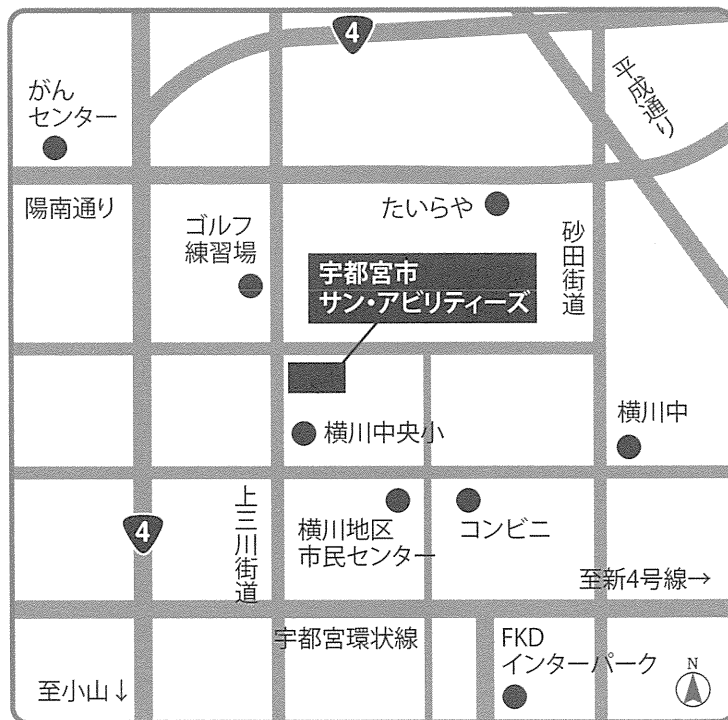 4
平成通り
がん
センター
陽南通り
たいらや
ゴルフ
練習場
砂田街道
宇都宮市
サン・アビリティーズ
横川中
横川中央小
上三川街道
4
横川地区
市民センター
コンビニ
至新4号線→
宇都宮環状線
FKD
インターパーク
至小山↓
N